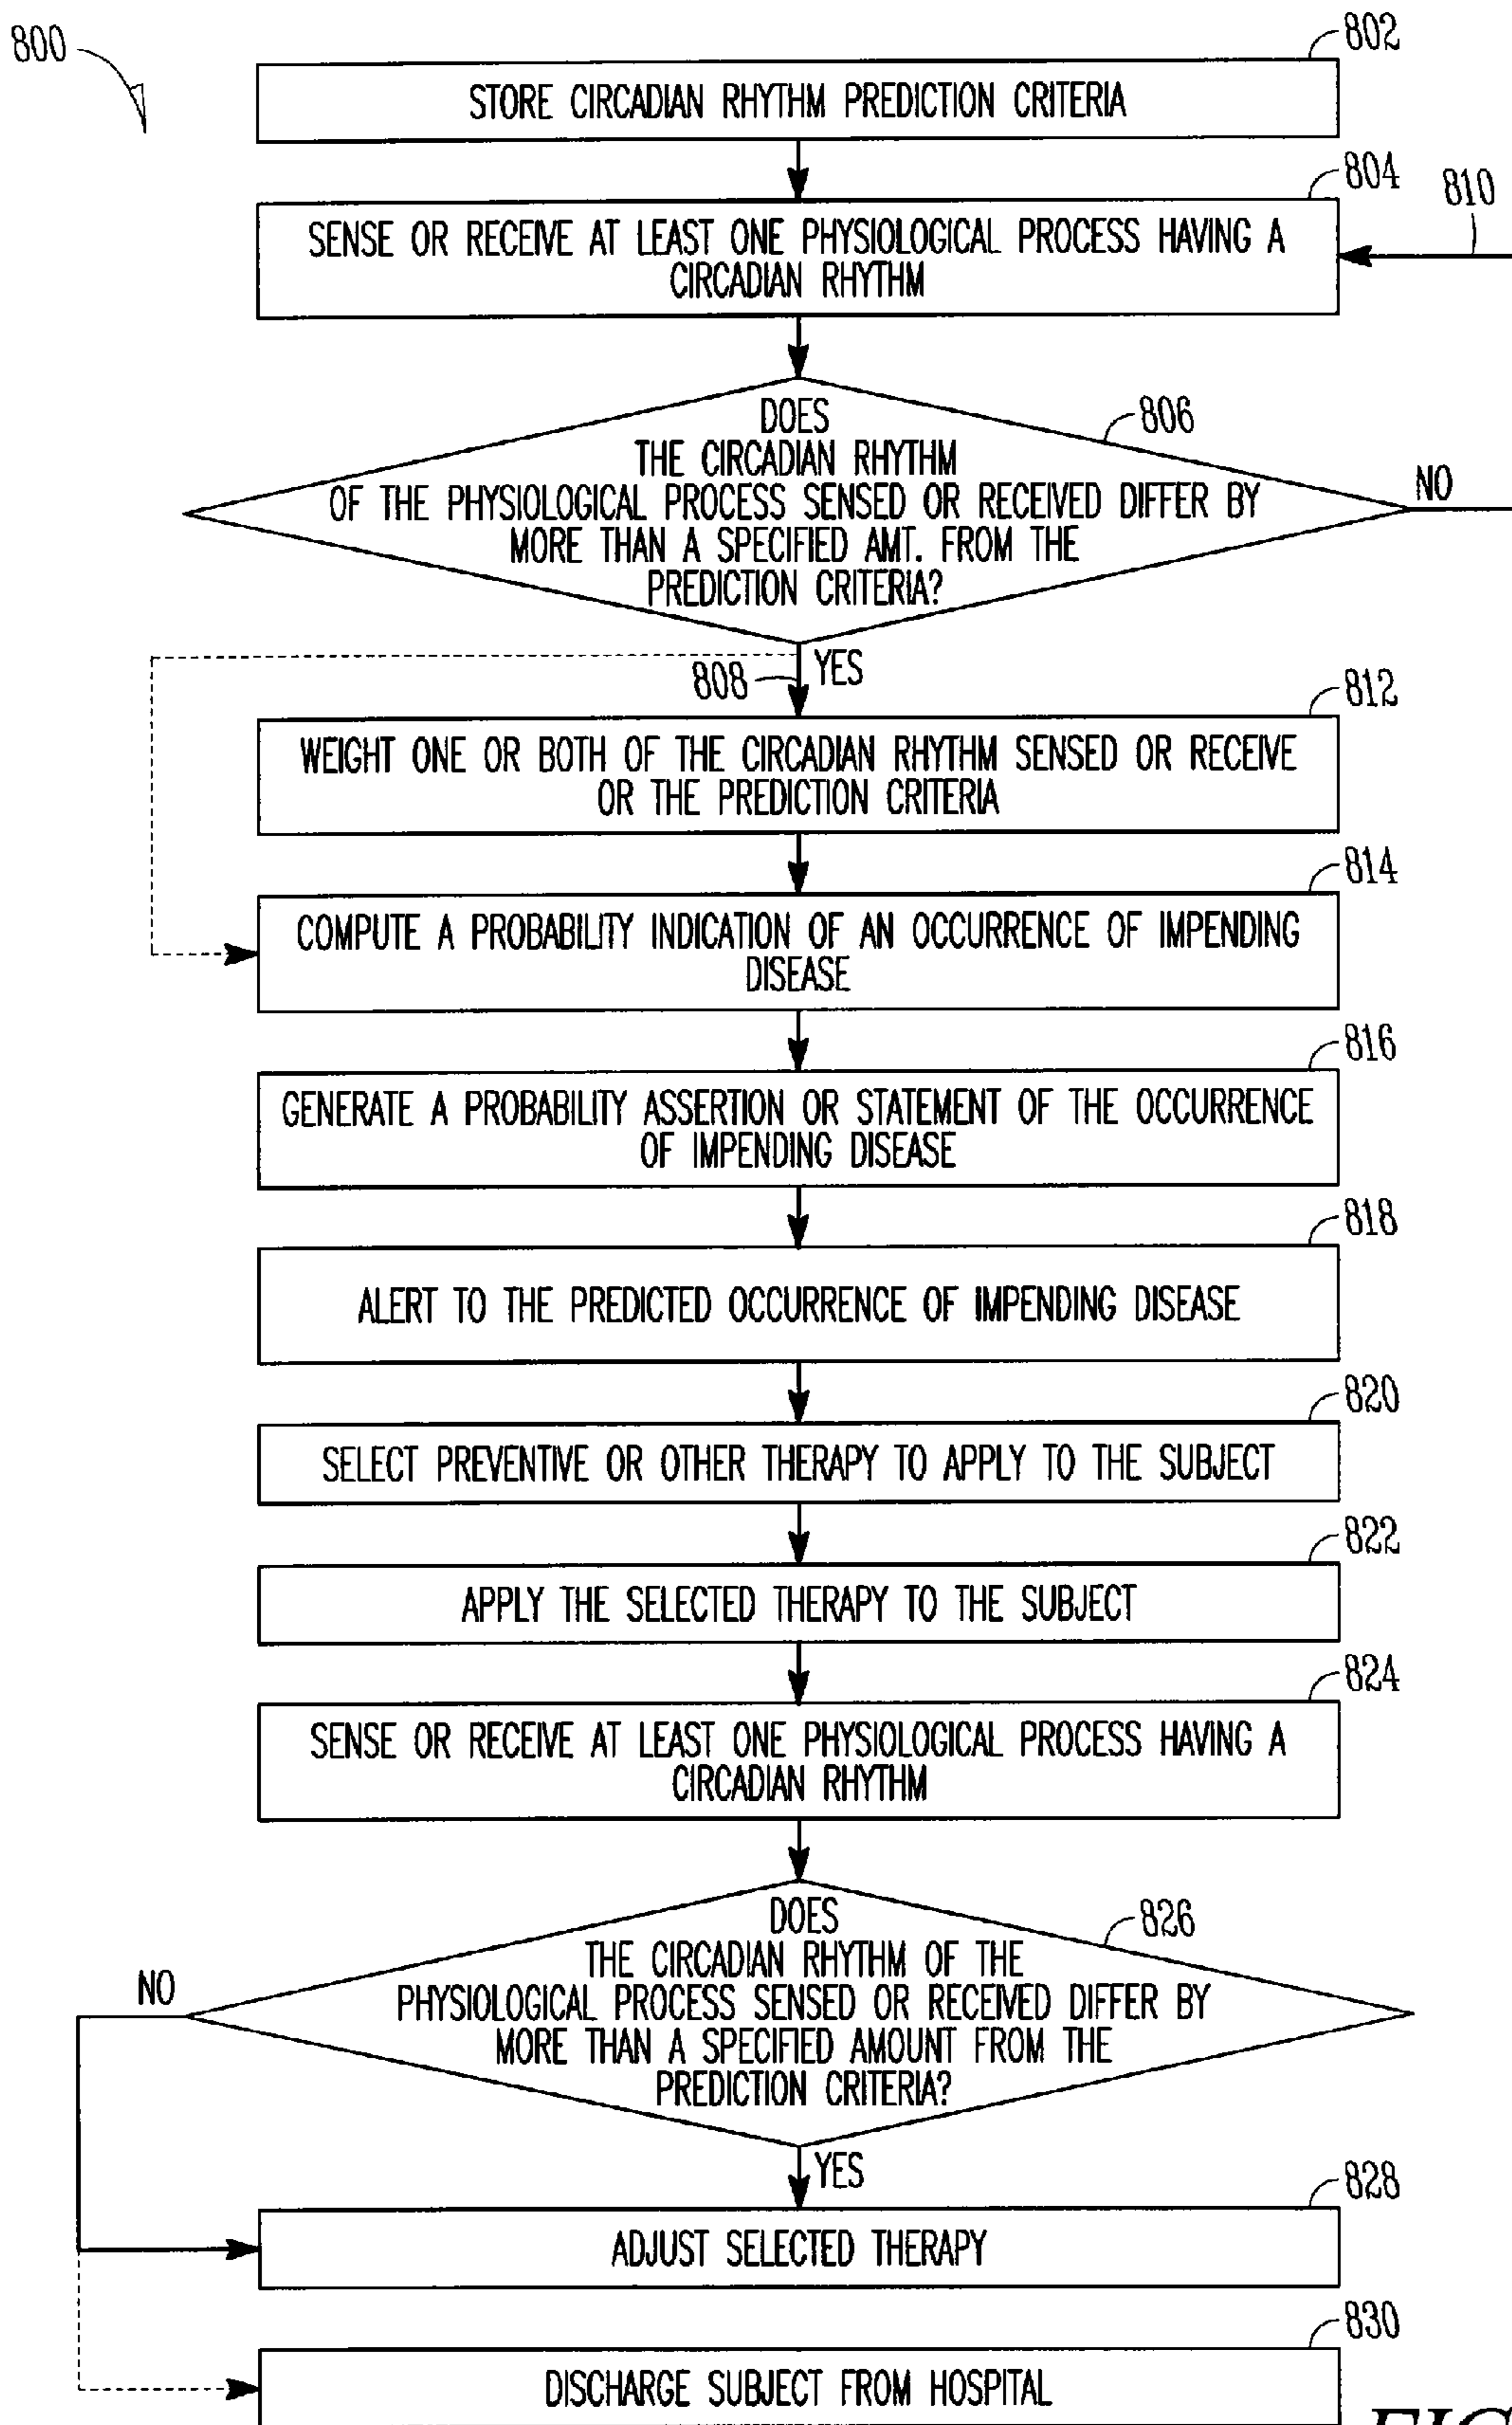 800
802
STORE CIRCADIAN RHYTHM PREDICTION CRITERIA
804
810
SENSE OR RECEIVE AT LEAST ONE PHYSIOLOGICAL PROCESS HAVING A
CIRCADIAN RHYTHM
806
DOES
THE CIRCADIAN RHYTHM
OF THE PHYSIOLOGICAL PROCESS SENSED OR RECEIVED DIFFER BY
MORE THAN A SPECIFIED AMT. FROM THE
PREDICTION CRITERIA?
NO
808
YES
812
WEIGHT ONE OR BOTH OF THE CIRCADIAN RHYTHM SENSED OR RECEIVE
OR THE PREDICTION CRITERIA
814
COMPUTE A PROBABILITY INDICATION OF AN OCCURRENCE OF IMPENDING
DISEASE
816
GENERATE A PROBABILITY ASSERTION OR STATEMENT OF THE OCCURRENCE
OF IMPENDING DISEASE
818
ALERT TO THE PREDICTED OCCURRENCE OF IMPENDING DISEASE
820
SELECT PREVENTIVE OR OTHER THERAPY TO APPLY TO THE SUBJECT
822
APPLY THE SELECTED THERAPY TO THE SUBJECT
824
SENSE OR RECEIVE AT LEAST ONE PHYSIOLOGICAL PROCESS HAVING A
CIRCADIAN RHYTHM
826
DOES
THE CIRCADIAN RHYTHM OF THE
PHYSIOLOGICAL PROCESS SENSED OR RECEIVED DIFFER BY
MORE THAN A SPECIFIED AMOUNT FROM THE
PREDICTION CRITERIA?
NO
YES
828
ADJUST SELECTED THERAPY
830
DISCHARGE SUBJECT FROM HOSPITAL